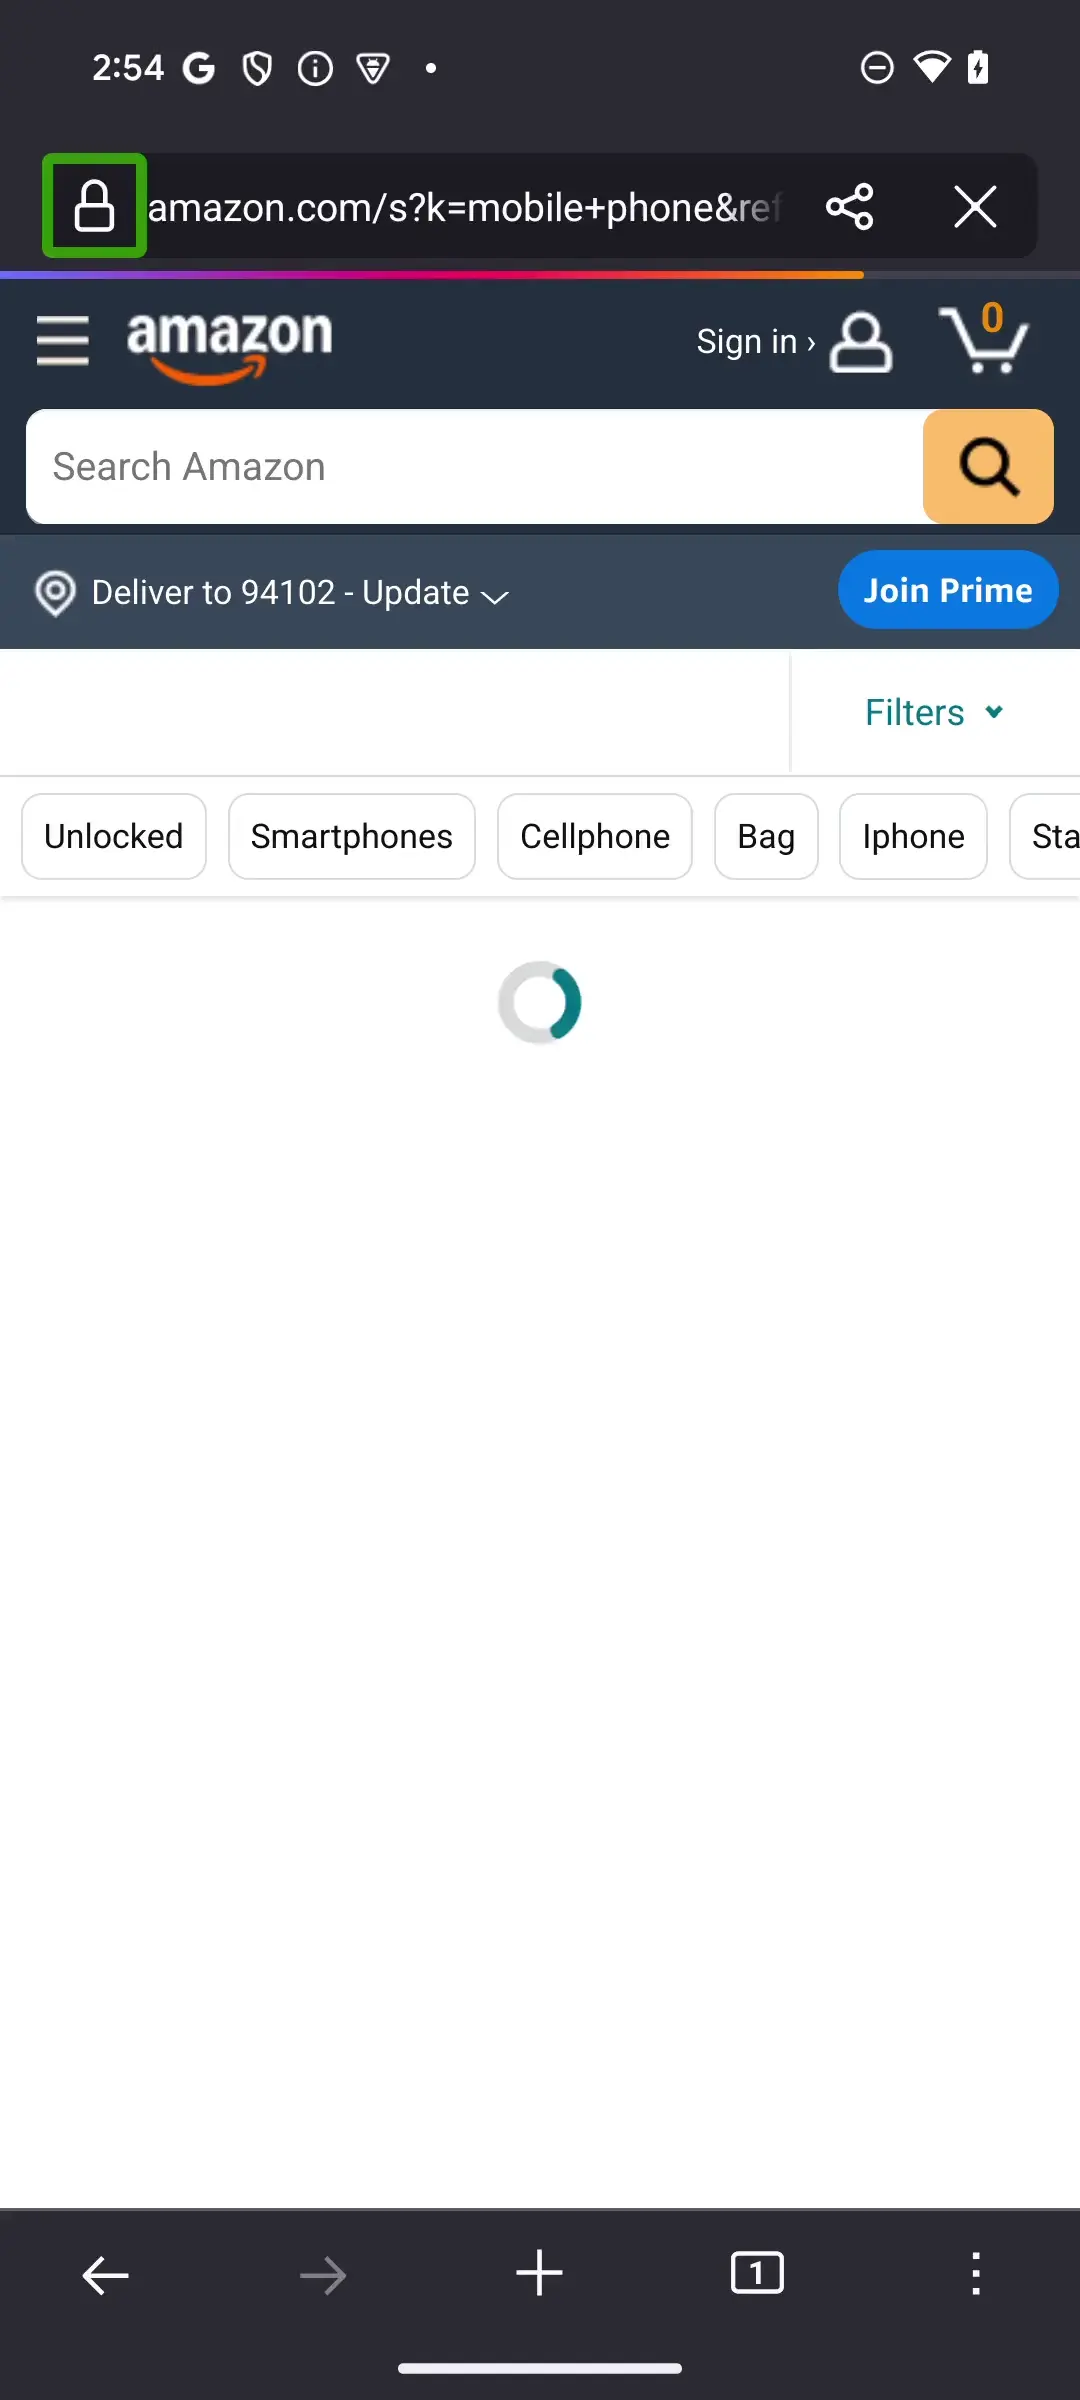 2:54
amazon.com/s?k=mobile+phone&ref
amazon
Sign in ›
0
Search Amazon
Deliver to 94102 - Update
Join Prime
Filters
Unlocked
Smartphones
Cellphone
Bag
Iphone
Sta
1